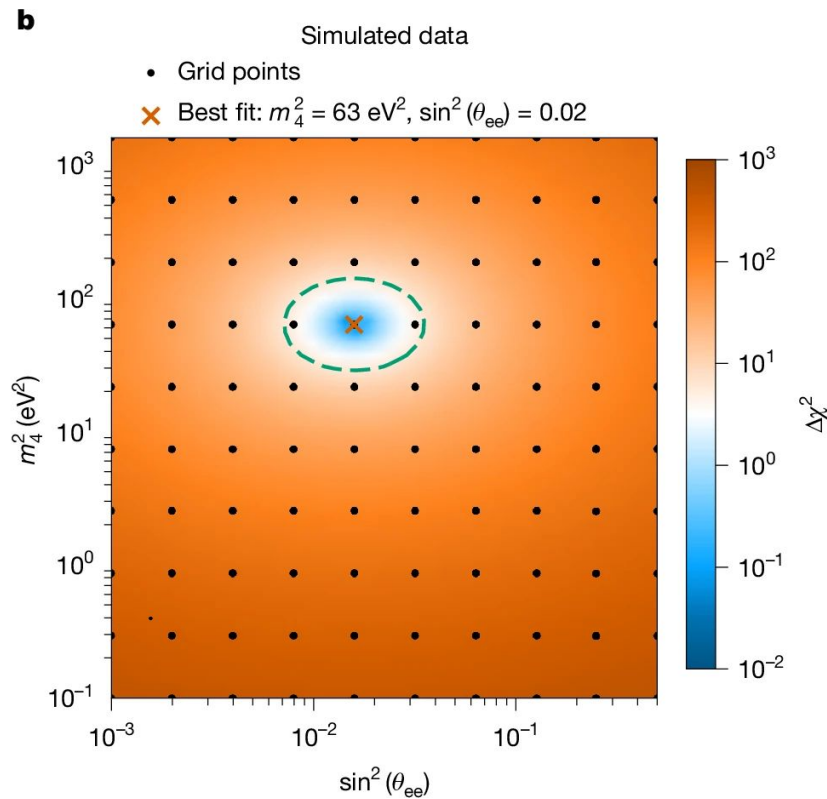 b
Simulated data
Grid points
Best fit: m₄² = 63 eV², sin² (θₑₑ) = 0.02
10³
10²
10¹
10⁰
10⁻¹
m₄² (eV²)
10⁻³
10⁻²
10⁻¹
sin² (θₑₑ)
10³
10²
10¹
10⁰
10⁻¹
10⁻²
Δχ²